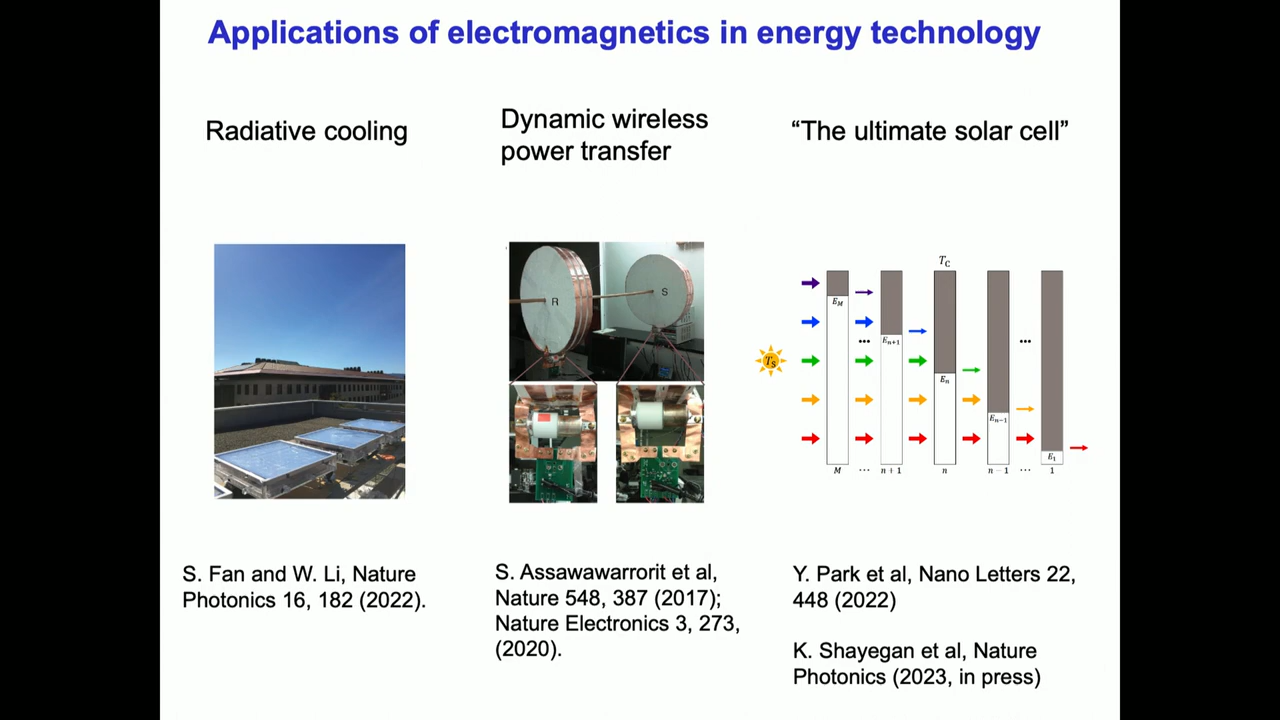 Applications of electromagnetics in energy technology
Radiative cooling
Dynamic wireless
power transfer
“The ultimate solar cell”
R
S
T_C
T_S
E_M
E_{n+1}
E_n
E_{n−1}
E_1
M ... n + 1 n n − 1 ... 1
S. Fan and W. Li, Nature
Photonics 16, 182 (2022).
S. Assawawarrorit et al,
Nature 548, 387 (2017);
Nature Electronics 3, 273,
(2020).
Y. Park et al, Nano Letters 22,
448 (2022)
K. Shayegan et al, Nature
Photonics (2023, in press)